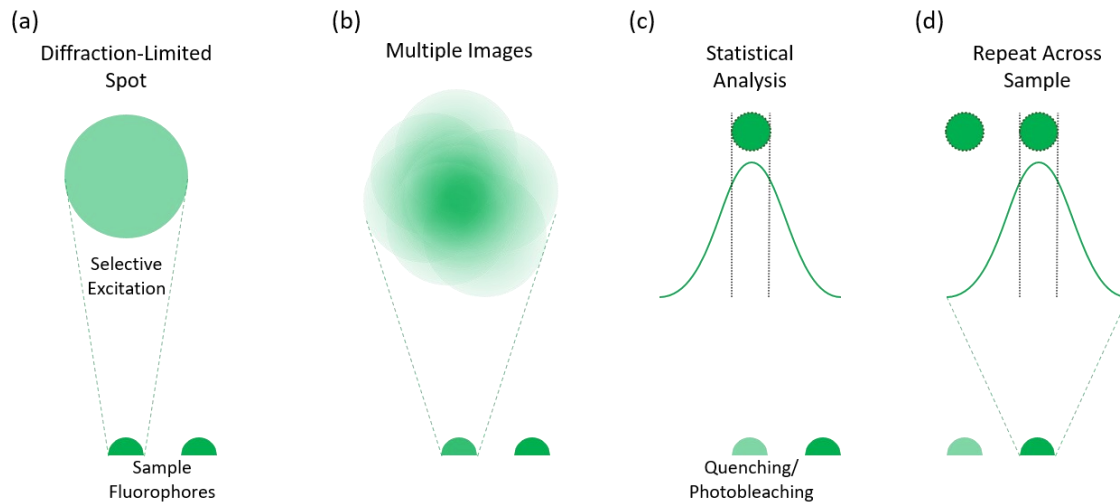 (a)
Diffraction-Limited
Spot
Selective
Excitation
Sample
Fluorophores
(b)
Multiple Images
(c)
Statistical
Analysis
Quenching/
Photobleaching
(d)
Repeat Across
Sample